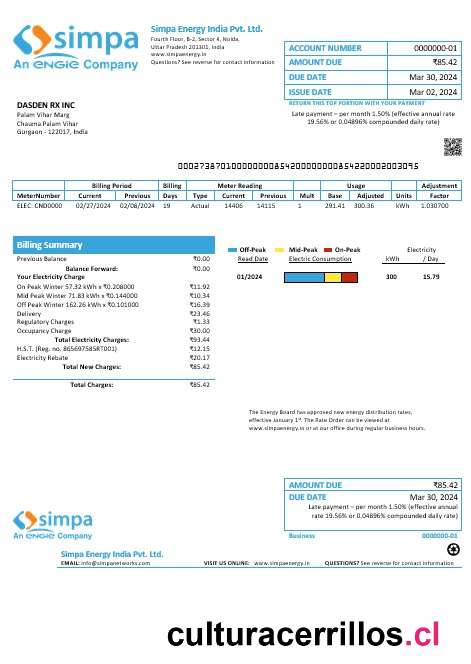 simpa
An ENGIE Company
Simpa Energy India Pvt. Ltd.
Fourth Floor, B-2, Sector 4, Noida,
Uttar Pradesh 201301, India
www.simpaenergy.in
Questions? See reverse for contact information
ACCOUNT NUMBER 0000000-01
AMOUNT DUE ₹85.42
DUE DATE Mar 30, 2024
ISSUE DATE Mar 02, 2024
RETURN THIS TOP PORTION WITH YOUR PAYMENT
Late payment – per month 1.50% (effective annual rate
19.56% or 0.04896% compounded daily rate)
DASDEN RX INC
Palam Vihar Marg
Chauma Palam Vihar
Gurgaon - 122017, India
Billing Period Billing Meter Reading Usage Adjustment
MeterNumber Current Previous Days Type Current Previous Mult Base Adjusted Units Factor
ELEC: CND0000 02/27/2024 02/08/2024 19 Actual 14406 14115 1 291.41 300.36 kWh 1.030700
Billing Summary
Previous Balance ₹0.00
Balance Forward: ₹0.00
Your Electricity Charge
On Peak Winter 57.32 kWh x ₹0.208000 ₹11.92
Mid Peak Winter 71.83 kWh x ₹0.144000 ₹10.34
Off Peak Winter 162.26 kWh x ₹0.101000 ₹16.39
Delivery ₹23.46
Regulatory Charges ₹1.33
Occupancy Charge ₹30.00
Total Electricity Charges: ₹93.44
H.S.T. (Reg. no. 865697585RT001) ₹12.15
Electricity Rebate ₹20.17
Total New Charges: ₹85.42
Total Charges: ₹85.42
Off-Peak Mid-Peak On-Peak Electricity
Read Date Electric Consumption kWh / Day
01/2024 300 15.79
The Energy Board has approved new energy distribution rates,
effective January 1st. The Rate Order can be viewed at
www.simpaenergy.in or at our office during regular business hours.
AMOUNT DUE ₹85.42
DUE DATE Mar 30, 2024
Late payment – per month 1.50% (effective annual
rate 19.56% or 0.04896% compounded daily rate)
Business 0000000-01
simpa
An ENGIE Company
Simpa Energy India Pvt. Ltd.
EMAIL: info@simpanetworks.com VISIT US ONLINE: www.simpaenergy.in QUESTIONS? See reverse for contact information
culturacerrillos.cl